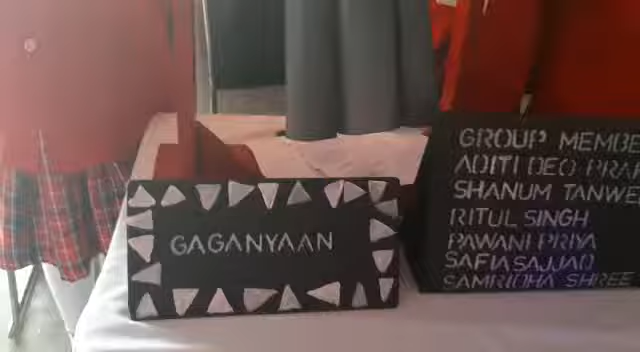 GAGANYAAN
GROUP MEMBE
ADITI DEO PRA
SHANUM TANWE
RITUL SINGH
PAWANI PRIYA
SAFIA SAJJAD
SAMRIDHA SHREE